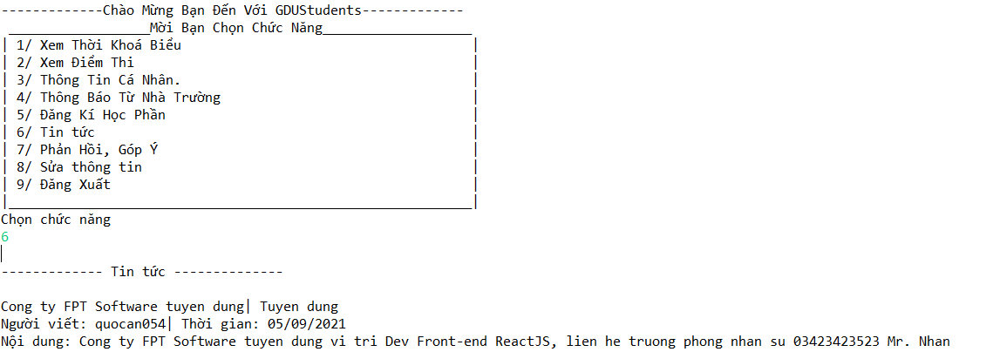 -------------Chào Mừng Bạn Đến Với GDUStudents-------------
__________________Mời Bạn Chọn Chức Năng___________________
| 1/ Xem Thời Khoá Biểu |
| 2/ Xem Điểm Thi |
| 3/ Thông Tin Cá Nhân. |
| 4/ Thông Báo Từ Nhà Trường |
| 5/ Đăng Kí Học Phần |
| 6/ Tin tức |
| 7/ Phản Hồi, Góp Ý |
| 8/ Sửa thông tin |
| 9/ Đăng Xuất |
|___________________________________________________________|
Chọn chức năng
6
------------- Tin tức --------------
Cong ty FPT Software tuyen dung| Tuyen dung
Người viết: quocan054| Thời gian: 05/09/2021
Nội dung: Cong ty FPT Software tuyen dung vi tri Dev Front-end ReactJS, lien he truong phong nhan su 03423423523 Mr. Nhan